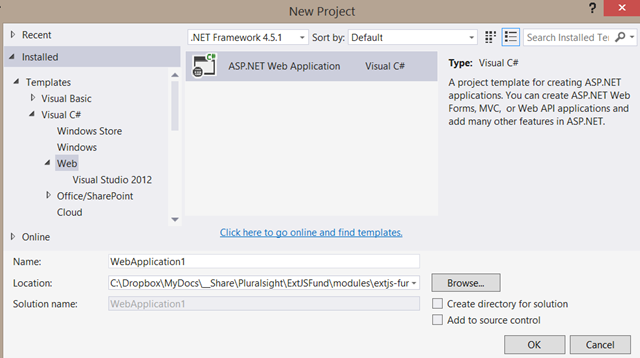 New Project
?
Recent
.NET Framework 4.5.1 Sort by: Default Search Installed Te
Installed
Templates
Visual Basic
Visual C#
Windows Store
Windows
Web
Visual Studio 2012
Office/SharePoint
Cloud
Online
C#
ASP.NET Web Application Visual C#
Click here to go online and find templates.
Type: Visual C#
A project template for creating ASP.NET
applications. You can create ASP.NET Web
Forms, MVC, or Web API applications and
add many other features in ASP.NET.
Name: WebApplication1
Location: C:\Dropbox\MyDocs\__Share\Pluralsight\ExtJSFund\modules\extjs-fur Browse...
Solution name: WebApplication1
Create directory for solution
Add to source control
OK Cancel